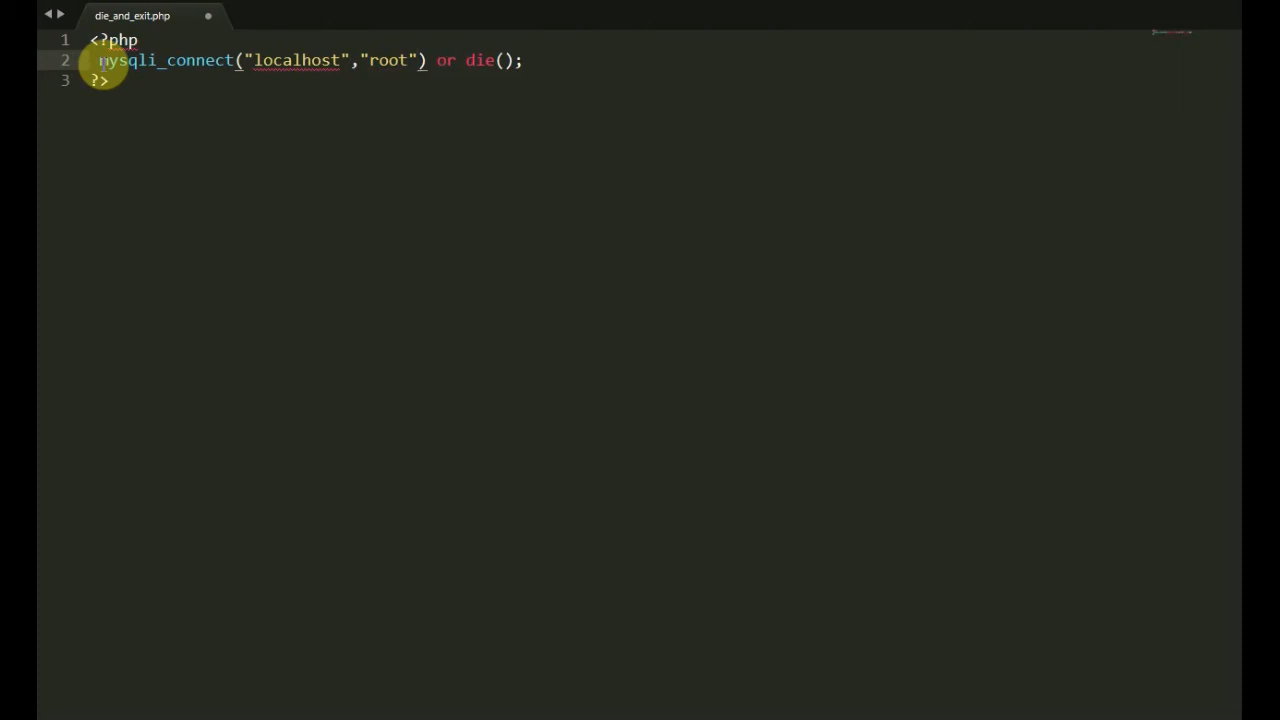 die_and_exit.php
1 <?php
2 mysqli_connect("localhost","root") or die();
3 ?>